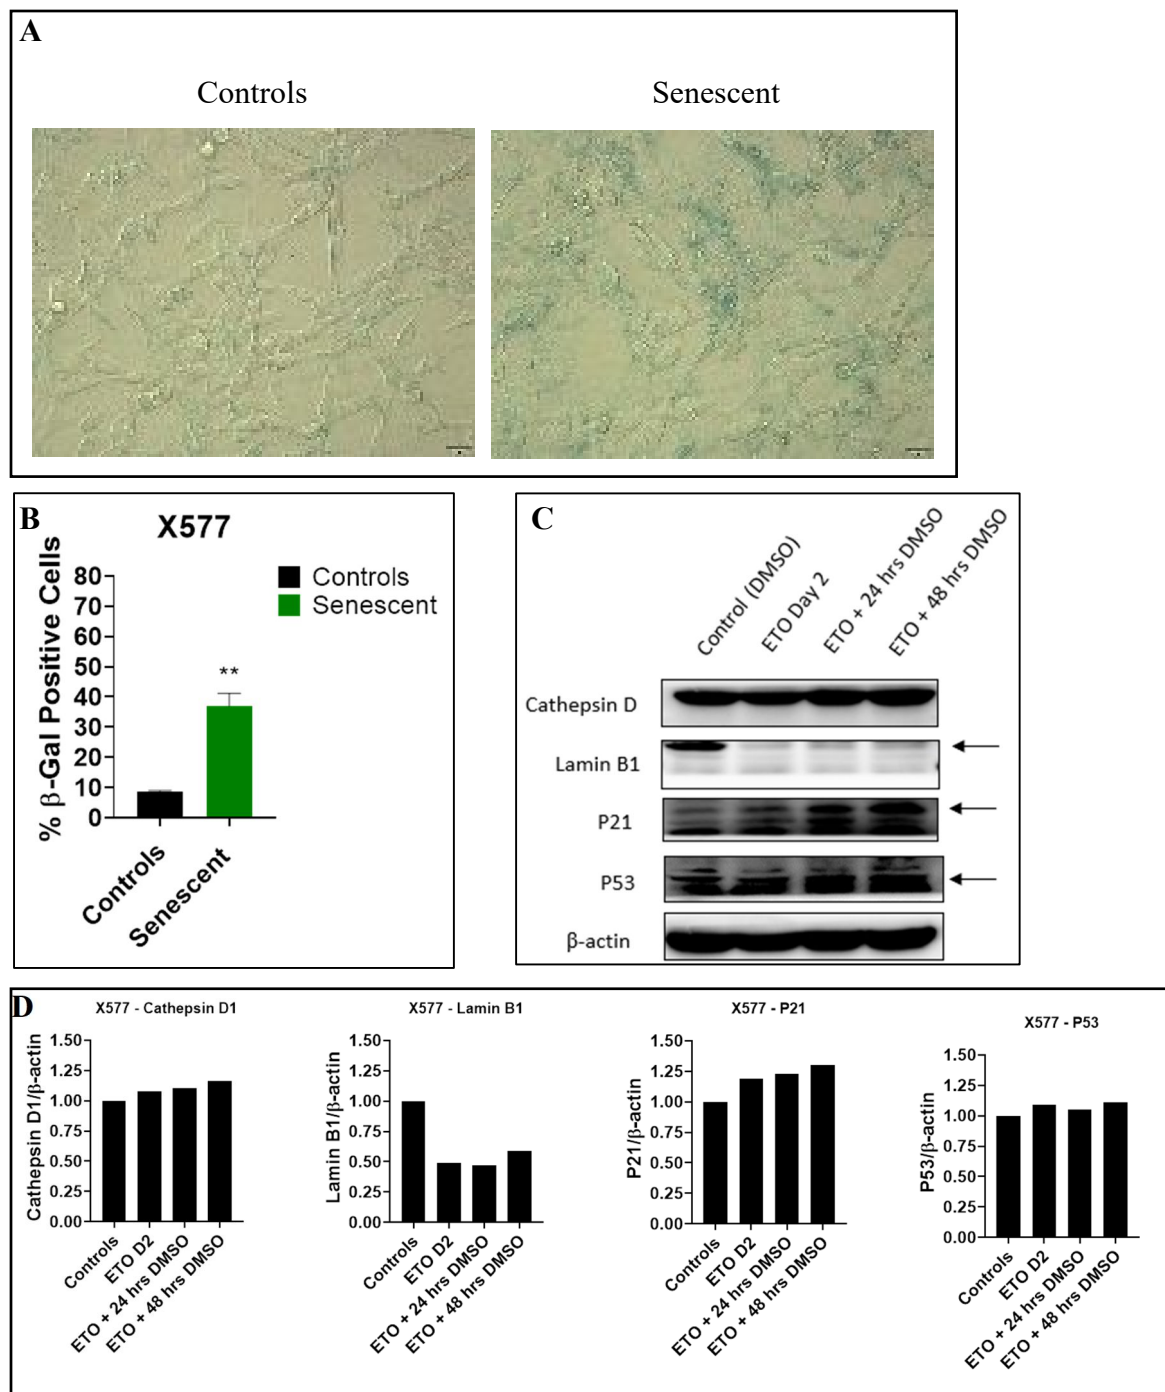 A
Controls Senescent
B
X577
% β-Gal Positive Cells
80
70
60
50
40
30
20
10
0
**
Controls
Senescent
Controls
Senescent
C
Control (DMSO)
ETO Day 2
ETO + 24 hrs DMSO
ETO + 48 hrs DMSO
Cathepsin D
Lamin B1
P21
P53
β-actin
D
X577 - Cathepsin D1
Cathepsin D1/β-actin
1.50
1.25
1.00
0.75
0.50
0.25
0.00
Controls
ETO D2
ETO + 24 hrs DMSO
ETO + 48 hrs DMSO
X577 - Lamin B1
Lamin B1/β-actin
1.50
1.25
1.00
0.75
0.50
0.25
0.00
Controls
ETO D2
ETO + 24 hrs DMSO
ETO + 48 hrs DMSO
X577 - P21
P21/β-actin
1.50
1.25
1.00
0.75
0.50
0.25
0.00
Controls
ETO D2
ETO + 24 hrs DMSO
ETO + 48 hrs DMSO
X577 - P53
P53/β-actin
1.50
1.25
1.00
0.75
0.50
0.25
0.00
Controls
ETO D2
ETO + 24 hrs DMSO
ETO + 48 hrs DMSO